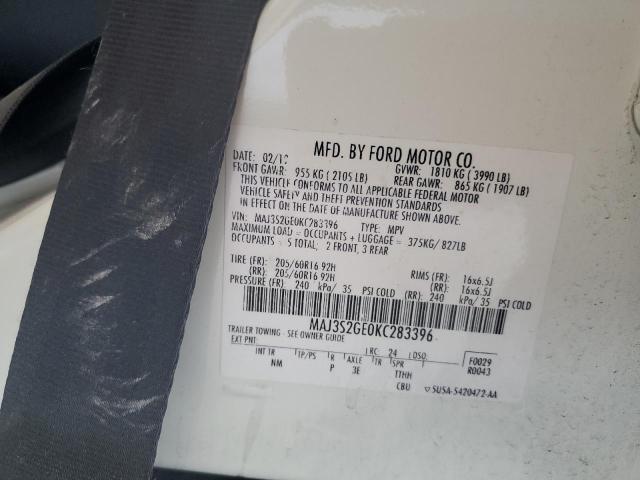 MFD. BY FORD MOTOR CO.
DATE: 02/1
GVWR: 1810 KG ( 3990 LB)
FRONT GAWR: 955 KG ( 2105 LB)
REAR GAWR: 865 KG ( 1907 LB)
THIS VEHICLE CONFORMS TO ALL APPLICABLE FEDERAL MOTOR
VEHICLE SAFETY AND THEFT PREVENTION STANDARDS
IN EFFECT ON THE DATE OF MANUFACTURE SHOWN ABOVE.
VIN: MAJ3S2GE0KC283396 TYPE: MPV
MAXIMUM LOAD = OCCUPANTS + LUGGAGE = 375KG/ 827LB
OCCUPANTS : 5 TOTAL; 2 FRONT, 3 REAR
TIRE (FR): 205/60R16 92H RIMS (FR): 16x6.5J
(RR): 205/60R16 92H (RR): 16x6.5J
PRESSURE (FR) : 240 kPa/ 35 PSI COLD (RR): 240 kPa/ 35 PSI COLD
MAJ3S2GE0KC283396
TRAILER TOWING - SEE OWNER GUIDE
EXT PNT: RC: 24 DSO: F0029
R0043
INT TR TP/PS R AXLE TR SPR
NM P 3E TTHH
CBU SU5A-5420472-AA